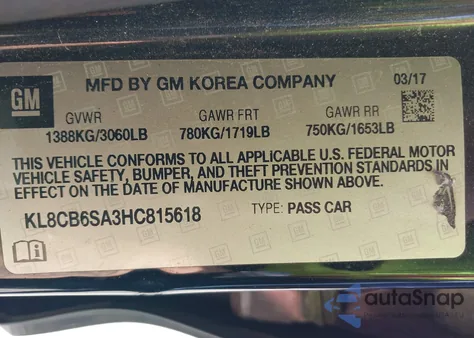 GM
MFD BY GM KOREA COMPANY
03/17
GVWR GAWR FRT GAWR RR
1388KG/3060LB 780KG/1719LB 750KG/1653LB
THIS VEHICLE CONFORMS TO ALL APPLICABLE U.S. FEDERAL MOTOR
VEHICLE SAFETY, BUMPER, AND THEFT PREVENTION STANDARDS IN
EFFECT ON THE DATE OF MANUFACTURE SHOWN ABOVE.
KL8CB6SA3HC815618 TYPE: PASS CAR
autoSnap